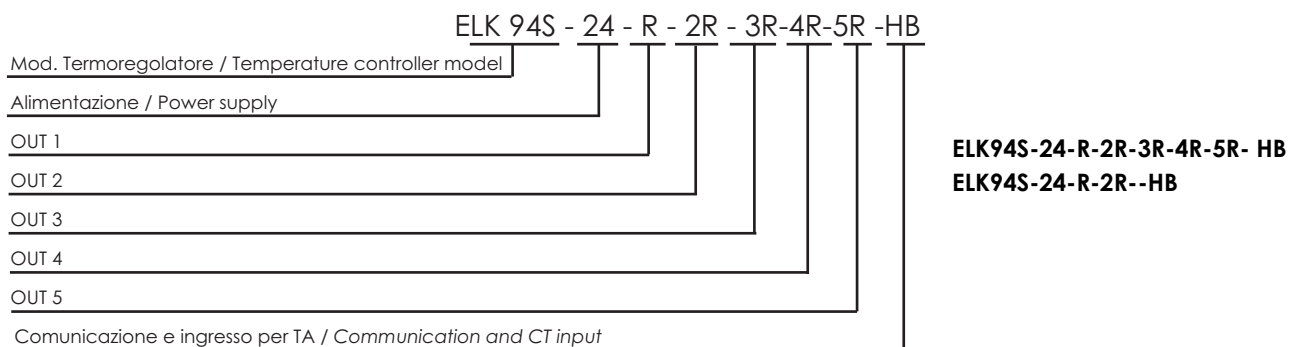 ELK 94S - 24 - R - 2R - 3R-4R-5R -HB
Mod. Termoregolatore / Temperature controller model
Alimentazione / Power supply
OUT 1
OUT 2
OUT 3
OUT 4
OUT 5
Comunicazione e ingresso per TA / Communication and CT input
ELK94S-24-R-2R-3R-4R-5R- HB
ELK94S-24-R-2R--HB